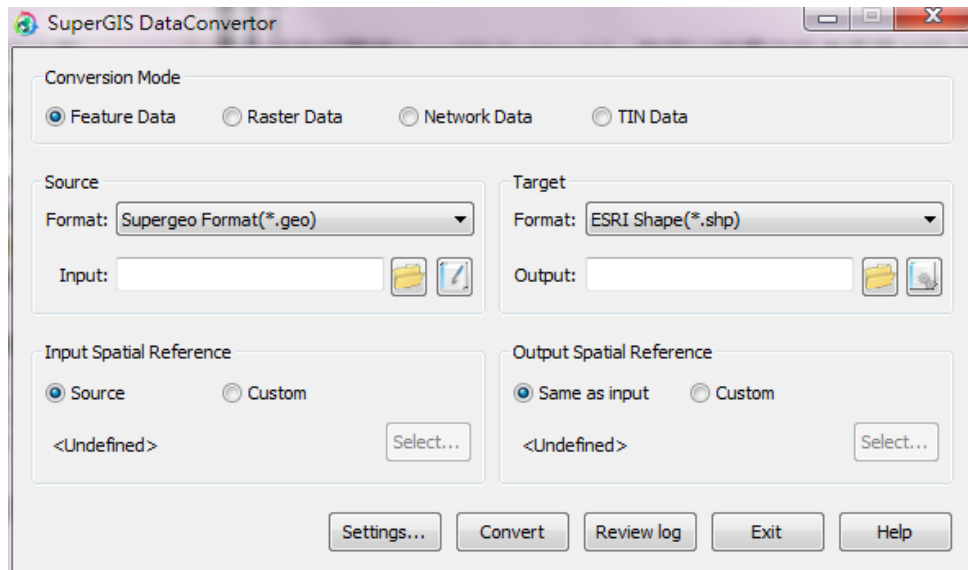 SuperGIS DataConvertor
Conversion Mode
Feature Data Raster Data Network Data TIN Data
Source
Format: Supergeo Format(*.geo)
Input:
Target
Format: ESRI Shape(*.shp)
Output:
Input Spatial Reference
Source Custom
<Undefined> Select...
Output Spatial Reference
Same as input Custom
<Undefined> Select...
Settings... Convert Review log Exit Help